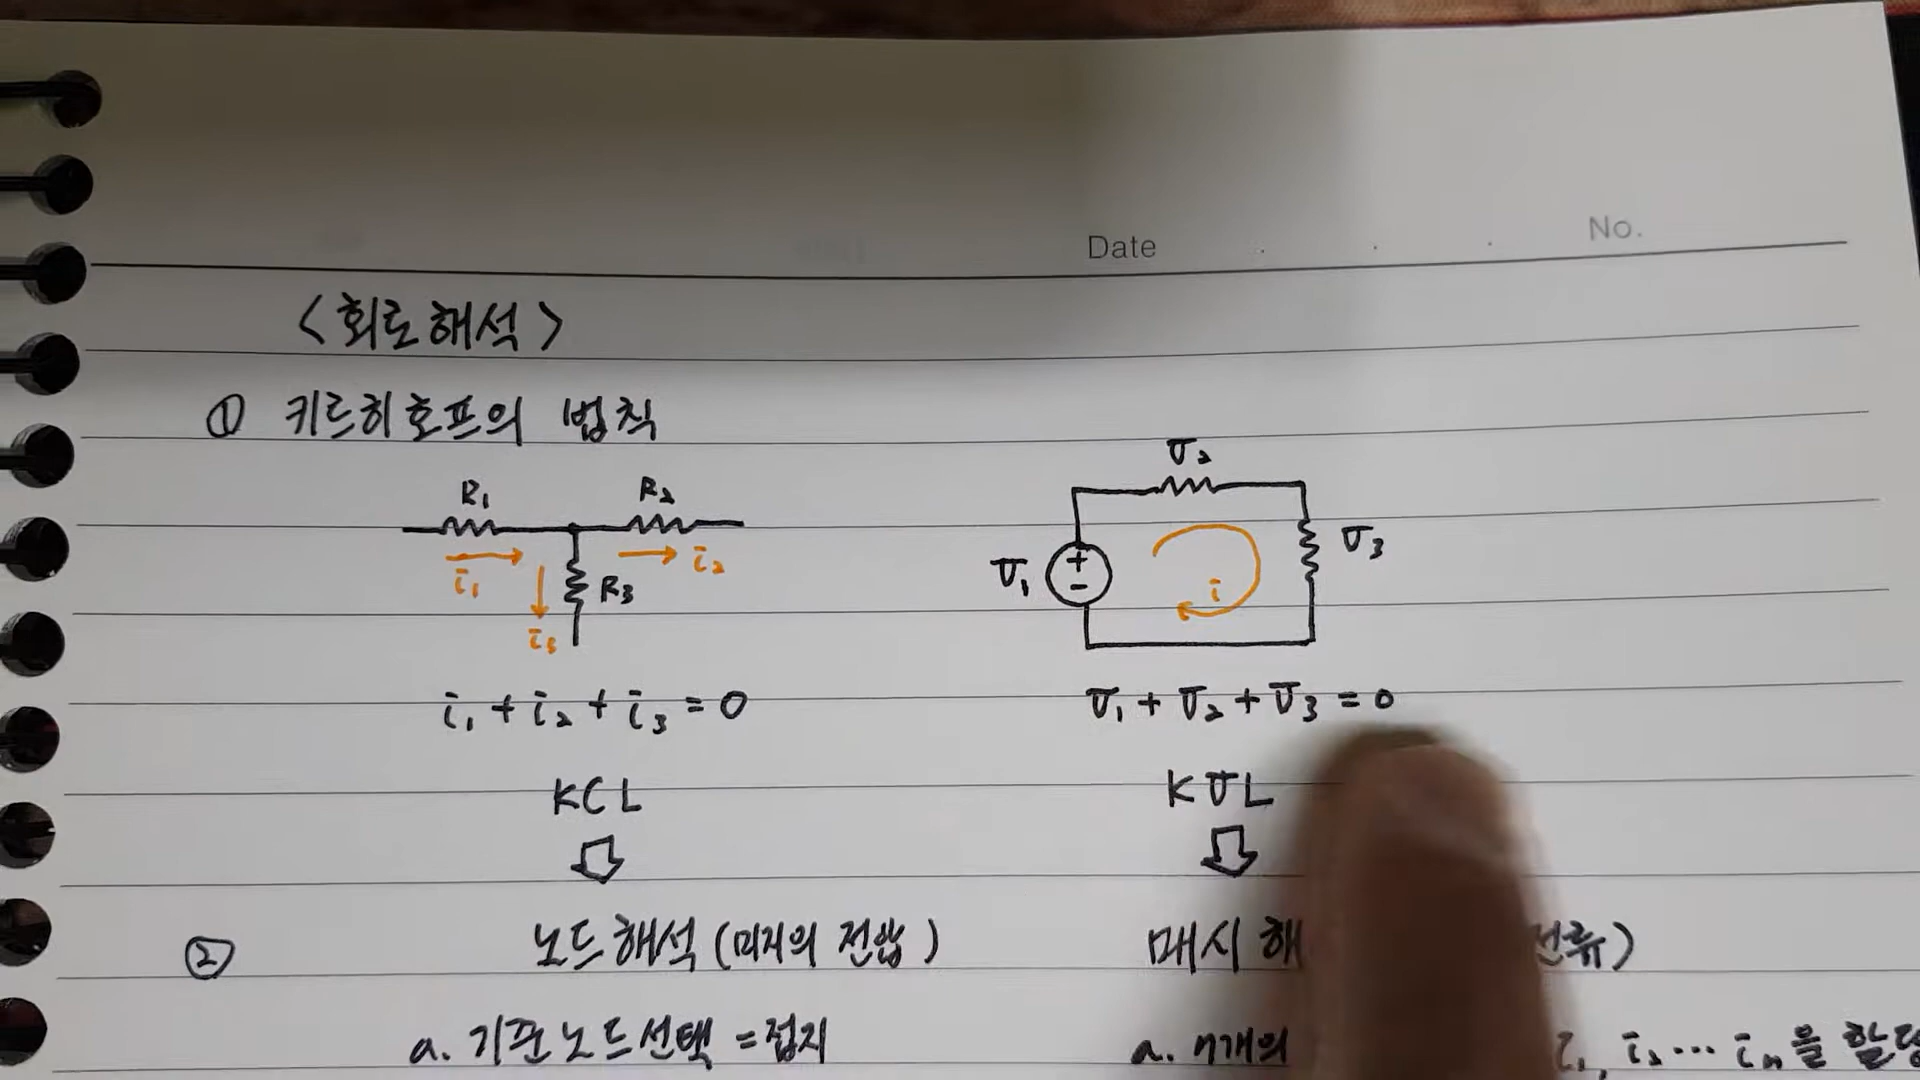 Date . . . No.
<회로해석>
① 키르히호프의 법칙
R₁ R₂
i₁ i₂
R₃
i₃
v₂
v₁ + - i v₃
i₁ + i₂ + i₃ = 0 v₁ + v₂ + v₃ = 0
KCL KVL
② 노드해석 (미지의 전압) 매시 해 전류)
a. 기준노드선택 = 접지 a. n개의 i₁, i₂ ··· iₙ을